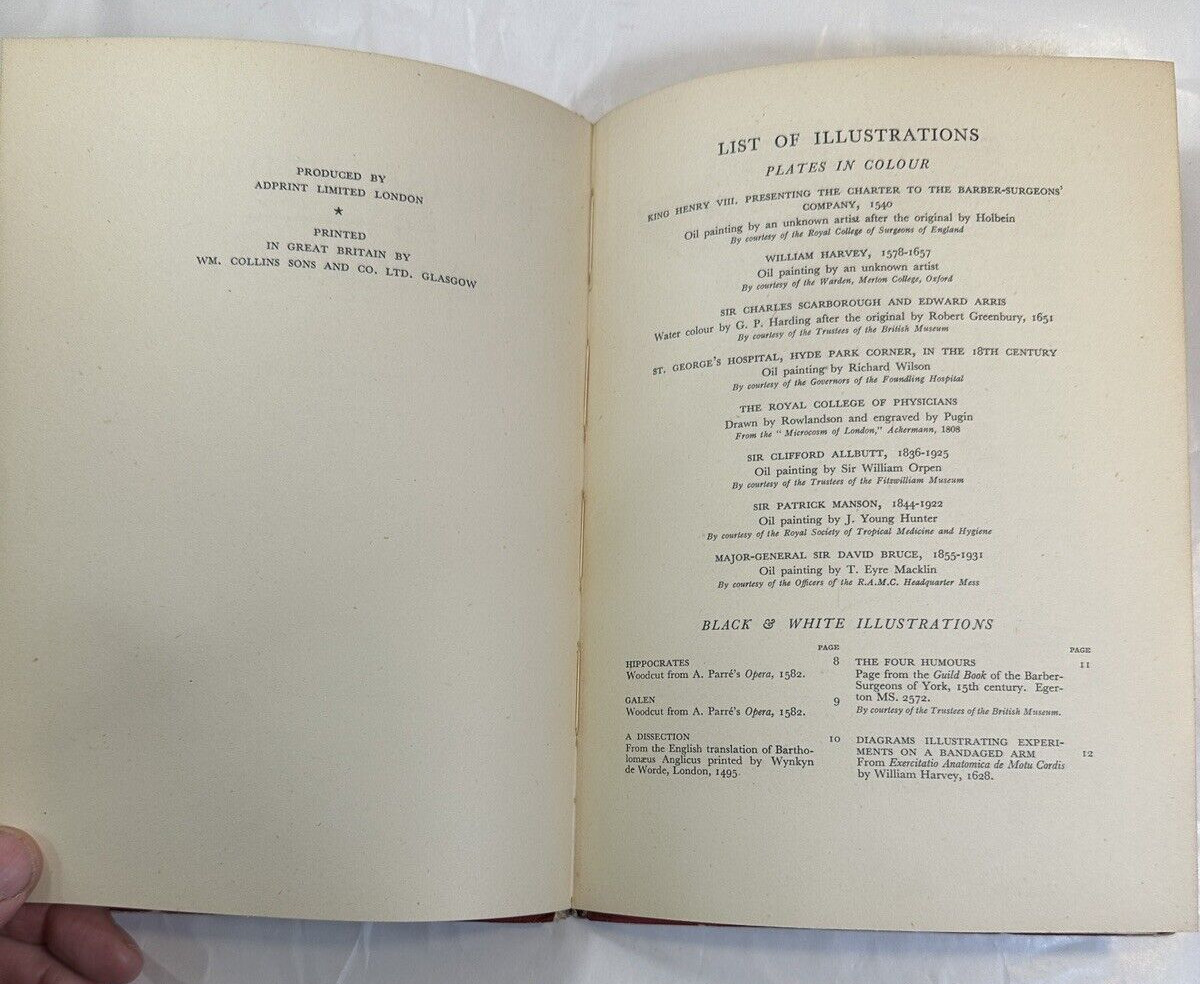 PRODUCED BY
ADPRINT LIMITED LONDON
★
PRINTED
IN GREAT BRITAIN BY
WM. COLLINS SONS AND CO. LTD. GLASGOW
LIST OF ILLUSTRATIONS
PLATES IN COLOUR
KING HENRY VIII. PRESENTING THE CHARTER TO THE BARBER-SURGEONS'
COMPANY, 1540
Oil painting by an unknown artist after the original by Holbein
By courtesy of the Royal College of Surgeons of England
WILLIAM HARVEY, 1578-1657
Oil painting by an unknown artist
By courtesy of the Warden, Merton College, Oxford
SIR CHARLES SCARBOROUGH AND EDWARD ARRIS
Water colour by G. P. Harding after the original by Robert Greenbury, 1651
By courtesy of the Trustees of the British Museum
ST. GEORGE'S HOSPITAL, HYDE PARK CORNER, IN THE 18TH CENTURY
Oil painting by Richard Wilson
By courtesy of the Governors of the Foundling Hospital
THE ROYAL COLLEGE OF PHYSICIANS
Drawn by Rowlandson and engraved by Pugin
From the "Microcosm of London," Ackermann, 1808
SIR CLIFFORD ALLBUTT, 1836-1925
Oil painting by Sir William Orpen
By courtesy of the Trustees of the Fitzwilliam Museum
SIR PATRICK MANSON, 1844-1922
Oil painting by J. Young Hunter
By courtesy of the Royal Society of Tropical Medicine and Hygiene
MAJOR-GENERAL SIR DAVID BRUCE, 1855-1931
Oil painting by T. Eyre Macklin
By courtesy of the Officers of the R.A.M.C. Headquarter Mess
BLACK & WHITE ILLUSTRATIONS
PAGE
HIPPOCRATES 8
Woodcut from A. Parré's Opera, 1582.
GALEN 9
Woodcut from A. Parré's Opera, 1582.
A DISSECTION 10
From the English translation of Bartho-
lomæus Anglicus printed by Wynkyn
de Worde, London, 1495.
PAGE
THE FOUR HUMOURS 11
Page from the Guild Book of the Barber-
Surgeons of York, 15th century. Eger-
ton MS. 2572.
By courtesy of the Trustees of the British Museum.
DIAGRAMS ILLUSTRATING EXPERI-
MENTS ON A BANDAGED ARM 12
From Exercitatio Anatomica de Motu Cordis
by William Harvey, 1628.